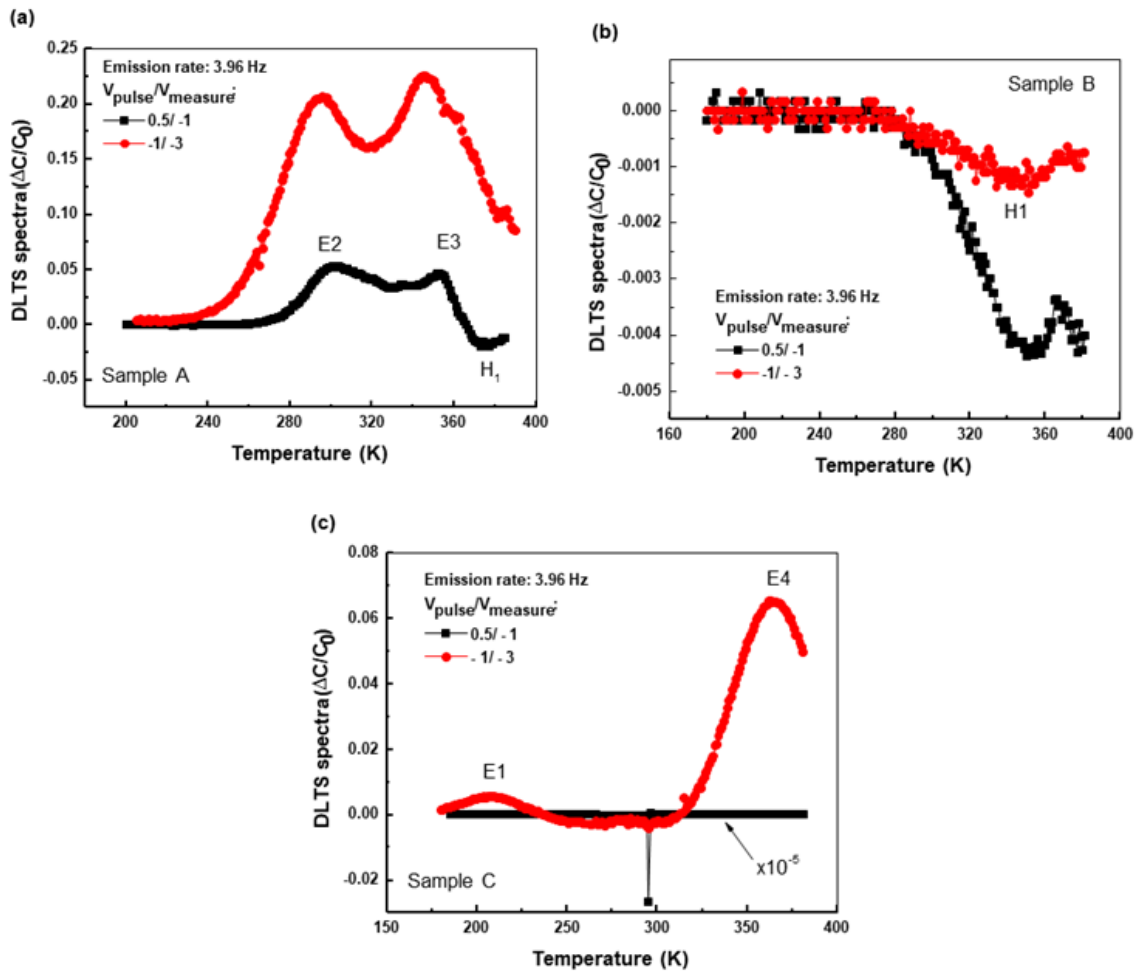 (a)
DLTS spectra(ΔC/C0)
0.25
0.20
0.15
0.10
0.05
0.00
-0.05
Emission rate: 3.96 Hz
Vpulse/Vmeasure:
0.5/ -1
-1/ -3
E2
E3
H1
Sample A
200
240
280
320
360
400
Temperature (K)
(b)
DLTS spectra(ΔC/C0)
0.000
-0.001
-0.002
-0.003
-0.004
-0.005
Sample B
H1
Emission rate: 3.96 Hz
Vpulse/Vmeasure:
0.5/ -1
-1/ -3
160
200
240
280
320
360
400
Temperature (K)
(c)
DLTS spectra(ΔC/C0)
0.08
0.06
0.04
0.02
0.00
-0.02
Emission rate: 3.96 Hz
Vpulse/Vmeasure:
0.5/ -1
- 1/ - 3
E4
E1
x10-5
Sample C
150
200
250
300
350
400
Temperature (K)